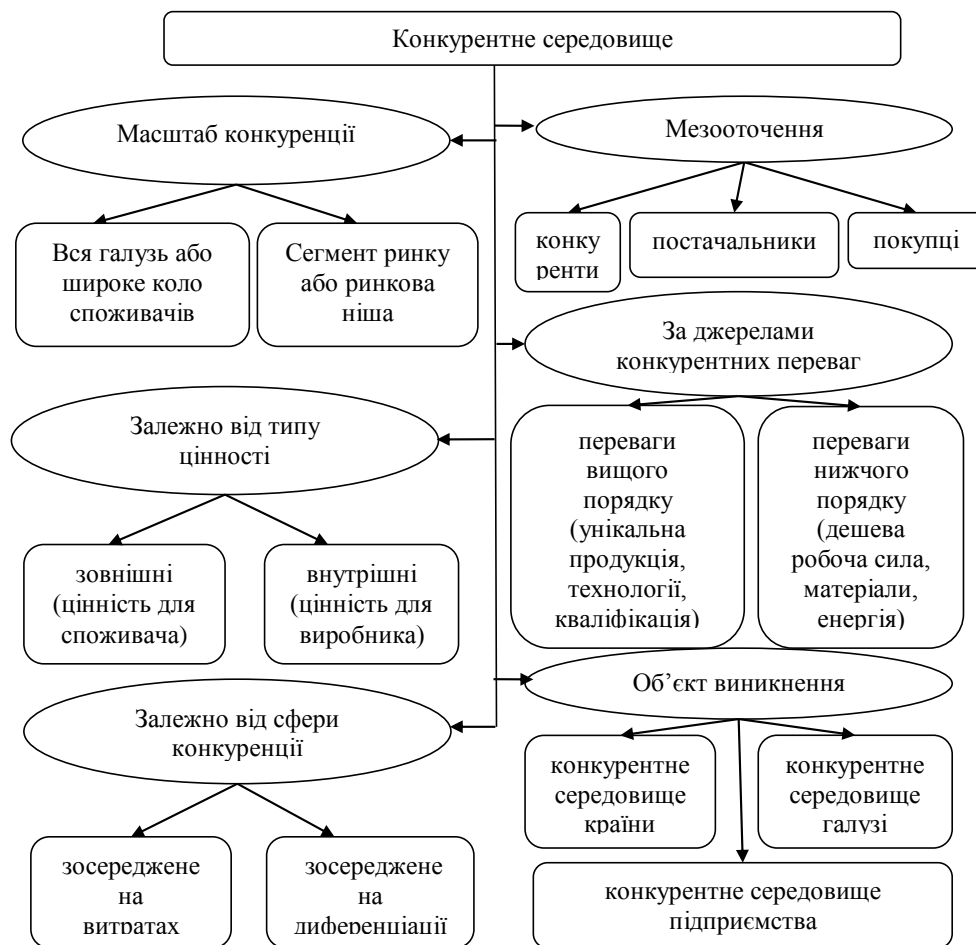 Конкурентне середовище
Масштаб конкуренції
Мезооточення
Вся галузь або
широке коло
споживачів
Сегмент ринку
або ринкова
ніша
конку
ренти
постачальники
покупці
За джерелами
конкурентних переваг
Залежно від типу
цінності
переваги
вищого
порядку
(унікальна
продукція,
технології,
кваліфікація)
переваги
нижчого
порядку
(дешева
робоча сила,
матеріали,
енергія)
зовнішні
(цінність для
споживача)
внутрішні
(цінність для
виробника)
Об’єкт виникнення
Залежно від сфери
конкуренції
конкурентне
середовище
країни
конкурентне
середовище
галузі
зосереджене
на
витратах
зосереджене
на
диференціації
конкурентне середовище
підприємства